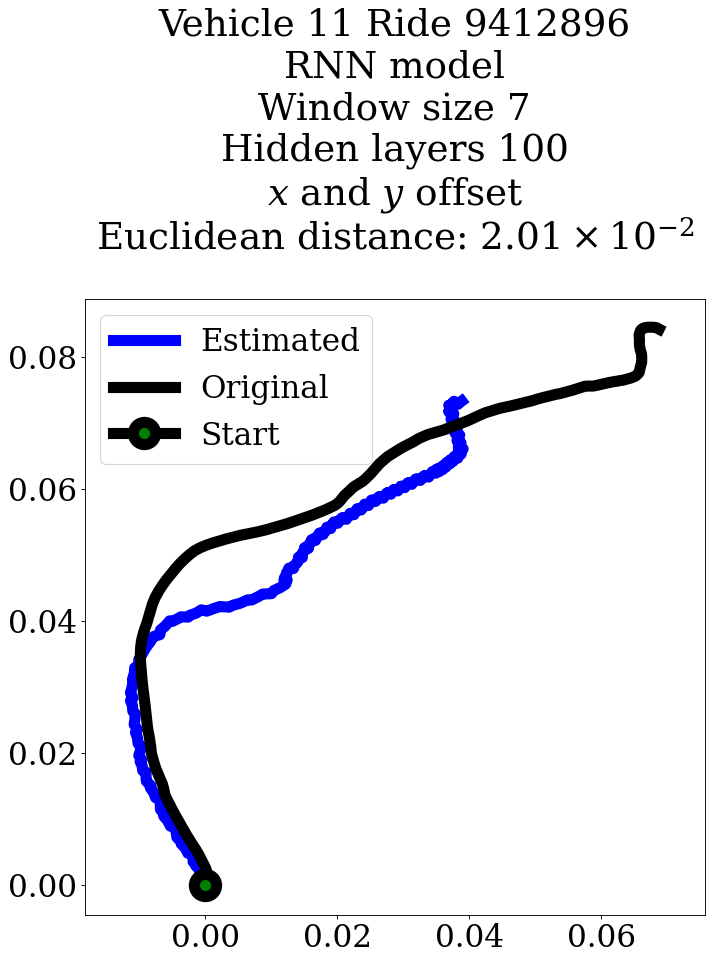 Vehicle 11 Ride 9412896
RNN model
Window size 7
Hidden layers 100
x and y offset
Euclidean distance: 2.01 × 10⁻²
Estimated
Original
Start
0.08
0.06
0.04
0.02
0.00
0.00 0.02 0.04 0.06